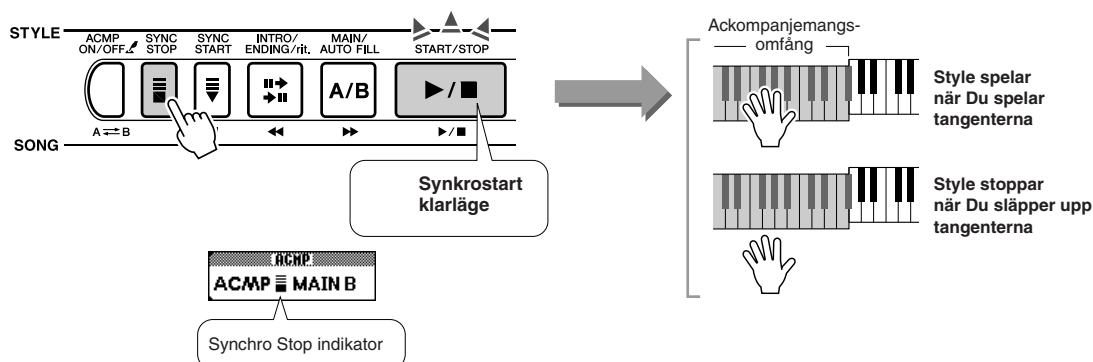 STYLE
ACMP ON/OFF
SYNC STOP
SYNC START
INTRO/ ENDING/rit.
MAIN/ AUTO FILL
START/STOP
A/B
A B
SONG
Synkrostart
klarläge
ACMP
ACMP MAIN B
Synchro Stop indikator
Ackompanjemangs-
omfång
Style spelar
när Du spelar
tangenterna
Style stoppar
när Du släpper upp
tangenterna